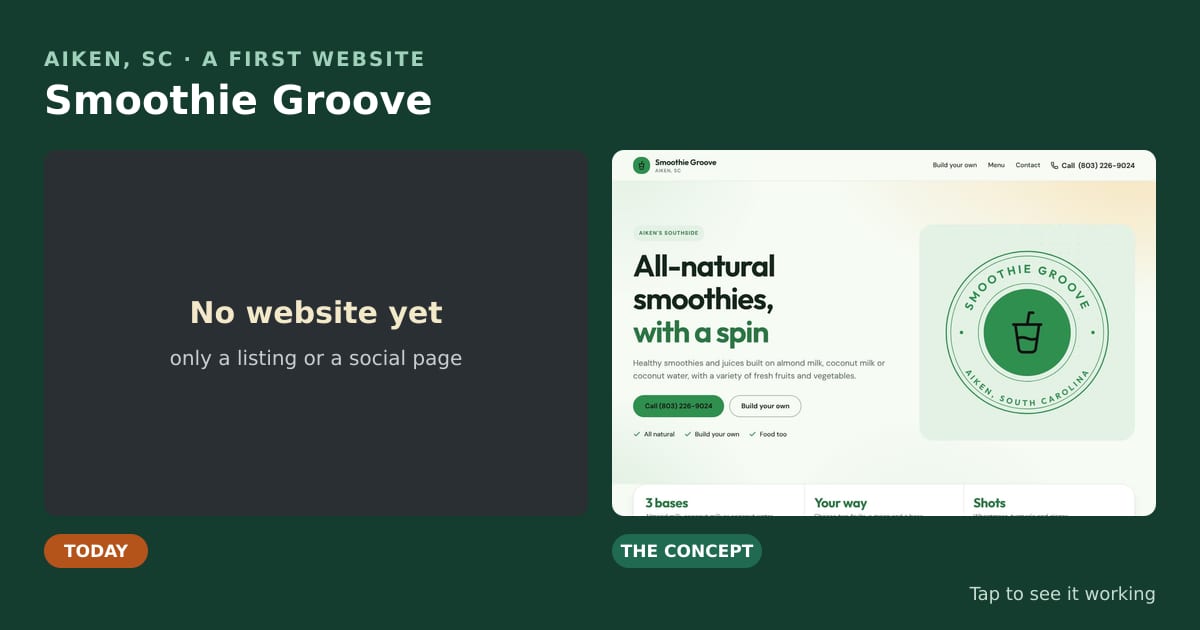 AIKEN, SC · A FIRST WEBSITE
Smoothie Groove
No website yet
only a listing or a social page
TODAY
Smoothie Groove
AIKEN, SC
Build your own
Menu
Contact
Call (803) 226-9024
AIKEN'S SOUTHSIDE
All-natural
smoothies,
with a spin
Healthy smoothies and juices built on almond milk, coconut milk or
coconut water, with a variety of fresh fruits and vegetables.
Call (803) 226-9024
Build your own
All natural
Build your own
Food too
SMOOTHIE GROOVE
AIKEN, SOUTH CAROLINA
3 bases
Your way
Shots
THE CONCEPT
Tap to see it working